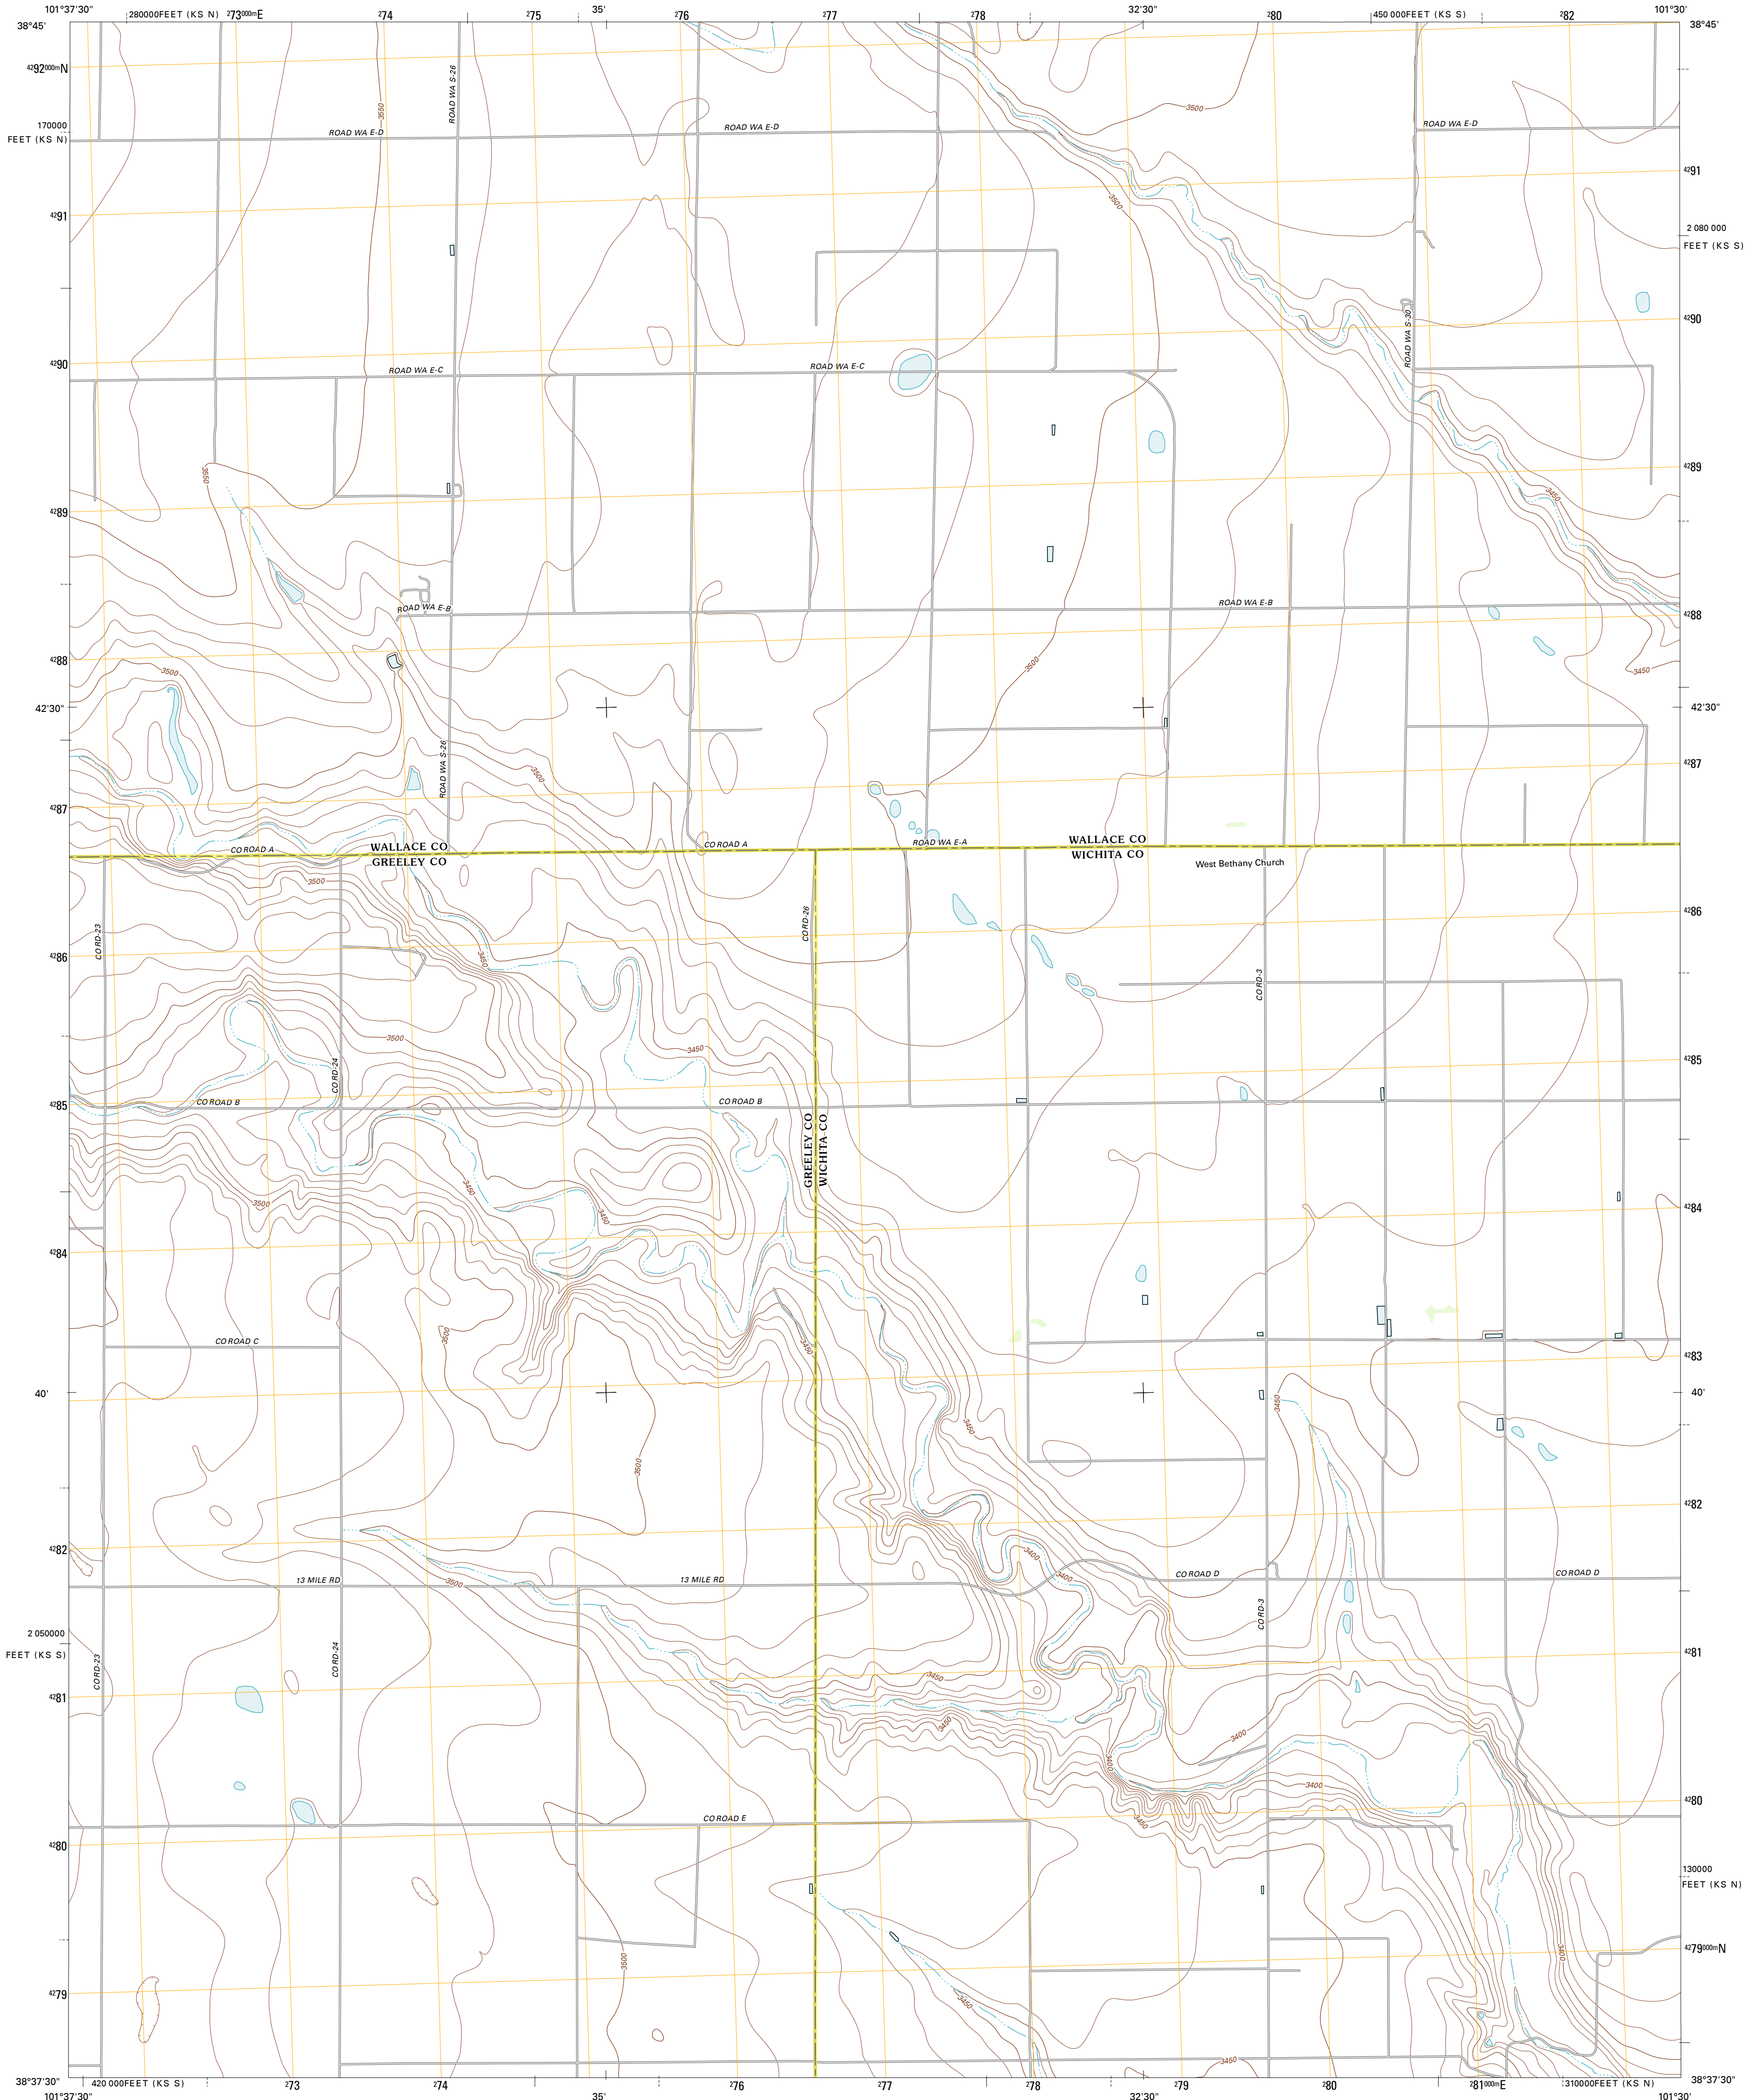 101°37'30" 280000FEET (KS N) 273000mE 274 275 35' 276 277 278 32'30" 280 450 000FEET (KS S) 282 101°30'
38°45' 38°45'
4292000mN
3550
ROAD WA S-26
3500
170000
FEET (KS N)
ROAD WA E-D ROAD WA E-D ROAD WA E-D
4291
3500
4291
2 080 000
FEET (KS S)
4290
ROAD WA S-30
4290
ROAD WA E-C ROAD WA E-C
4289
3550
3450
4289
ROAD WA E-B ROAD WA E-B
4288
4288
3500
3500
3450
42'30" 42'30"
ROAD WA S-26
3500
4287
4287
CO ROAD A WALLACE CO CO ROAD A ROAD WA E-A WALLACE CO
GREELEY CO WICHITA CO West Bethany Church
3500
4286
CO RD-23
CO RD-26
3450
4286
CO RD-3
3500
3450
4285
CO RD-24
4285
CO ROAD B CO ROAD B
GREELEY CO
WICHITA CO
3450
3500
3450
4284
4284
3500
3450
CO ROAD C
4283
40' 40'
3450
3450
3500
4282
4282
3400
3400
13 MILE RD 13 MILE RD CO ROAD D CO ROAD D
3500
CO RD-3
2 050000
FEET (KS S)
CO RD-23
CO RD-24
4281
3450
4281
3450
3400
3400
3400
4280
CO ROAD E
3450
4280
130000
FEET (KS N)
3500
3400
4279000mN
4279
3450
3450
38°37'30" 38°37'30"
420 000FEET (KS S) 273 274 35' 276 277 278 32'30" 279 280 281000mE 310000FEET (KS N)
101°37'30" 101°30'